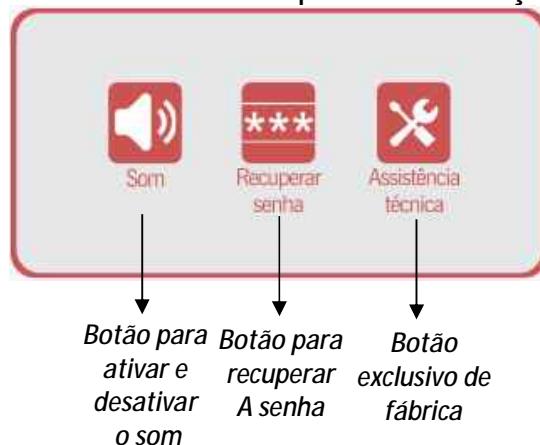 ***
Som
Recuperar
senha
Assistência
técnica
Botão para
ativar e
desativar
o som
Botão para
recuperar
A senha
Botão
exclusivo de
fábrica